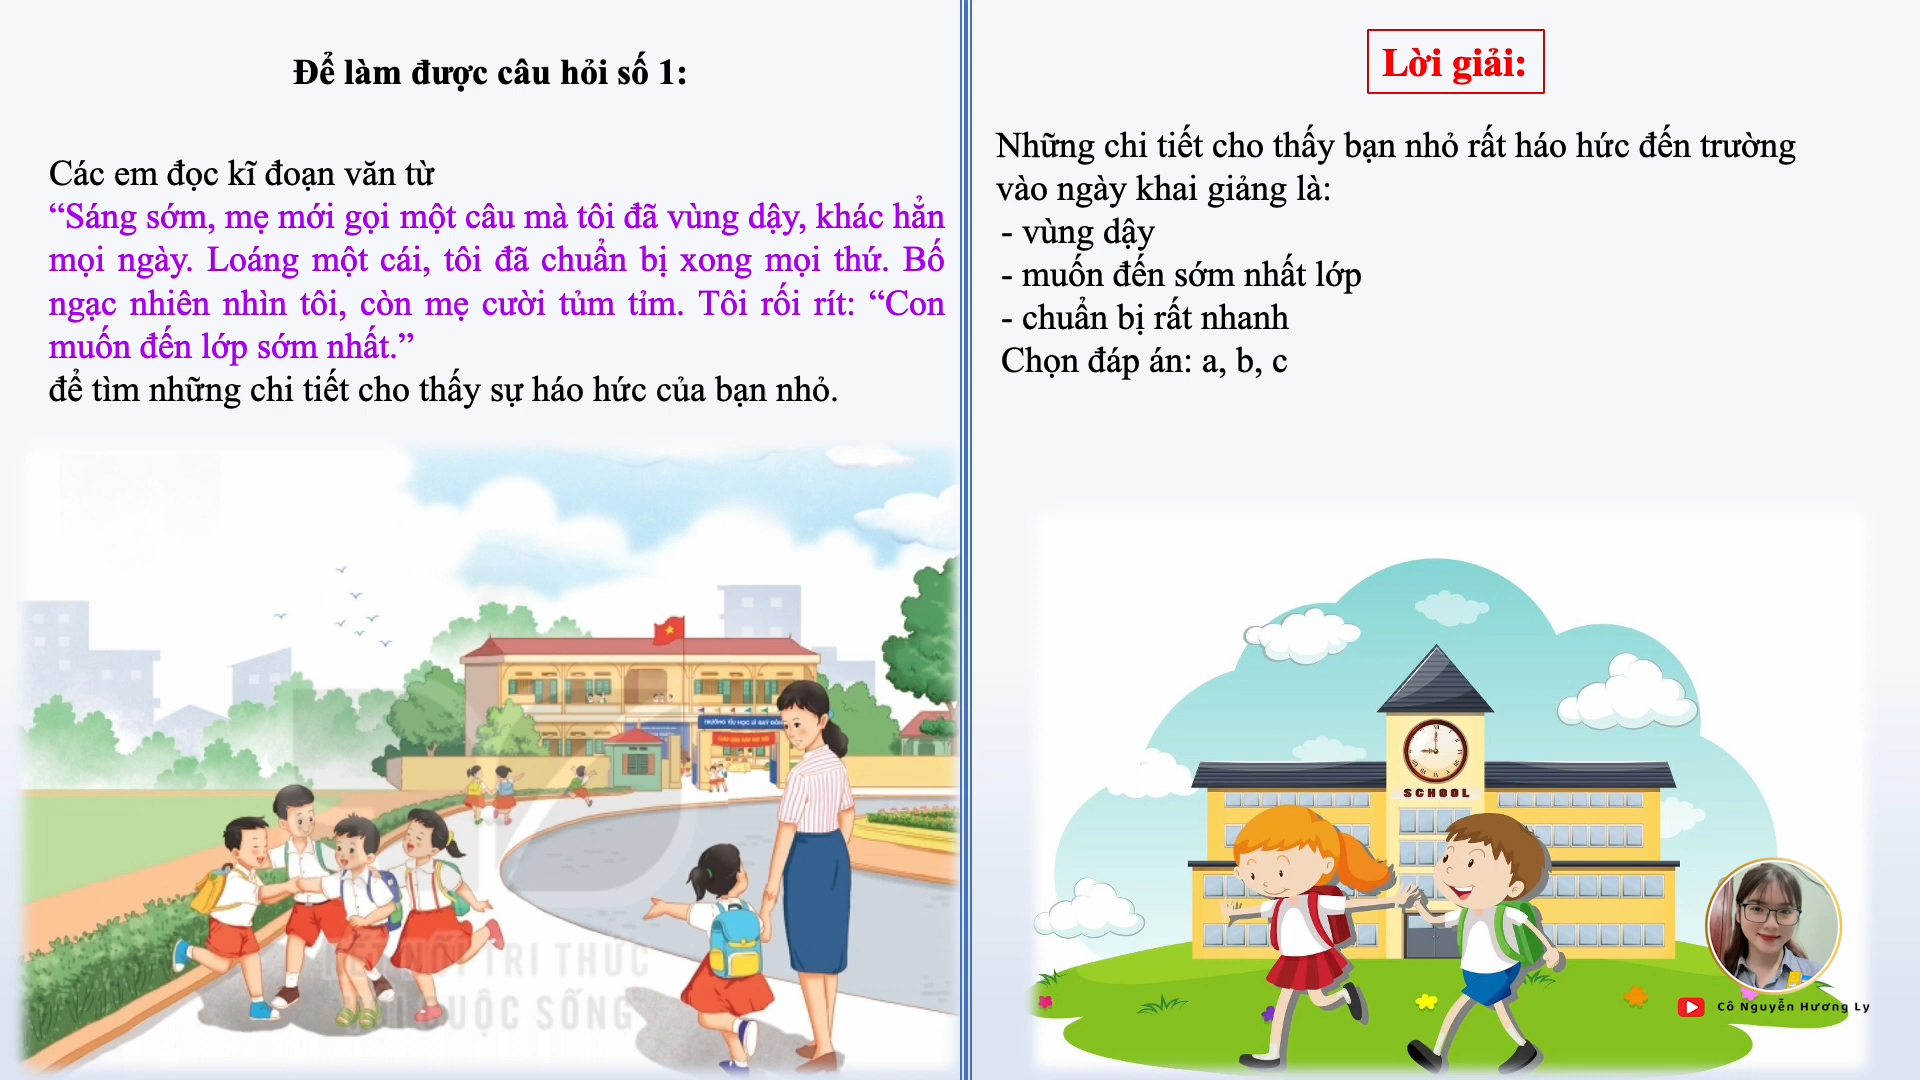 Để làm được câu hỏi số 1:
Các em đọc kĩ đoạn văn từ
“Sáng sớm, mẹ mới gọi một câu mà tôi đã vùng dậy, khác hẳn
mọi ngày. Loáng một cái, tôi đã chuẩn bị xong mọi thứ. Bố
ngạc nhiên nhìn tôi, còn mẹ cười tủm tỉm. Tôi rối rít: “Con
muốn đến lớp sớm nhất.”
để tìm những chi tiết cho thấy sự háo hức của bạn nhỏ.
TRI THỨC
CUỘC SỐNG
Lời giải:
Những chi tiết cho thấy bạn nhỏ rất háo hức đến trường
vào ngày khai giảng là:
- vùng dậy
- muốn đến sớm nhất lớp
- chuẩn bị rất nhanh
Chọn đáp án: a, b, c
SCHOOL
Cô Nguyễn Hương Ly